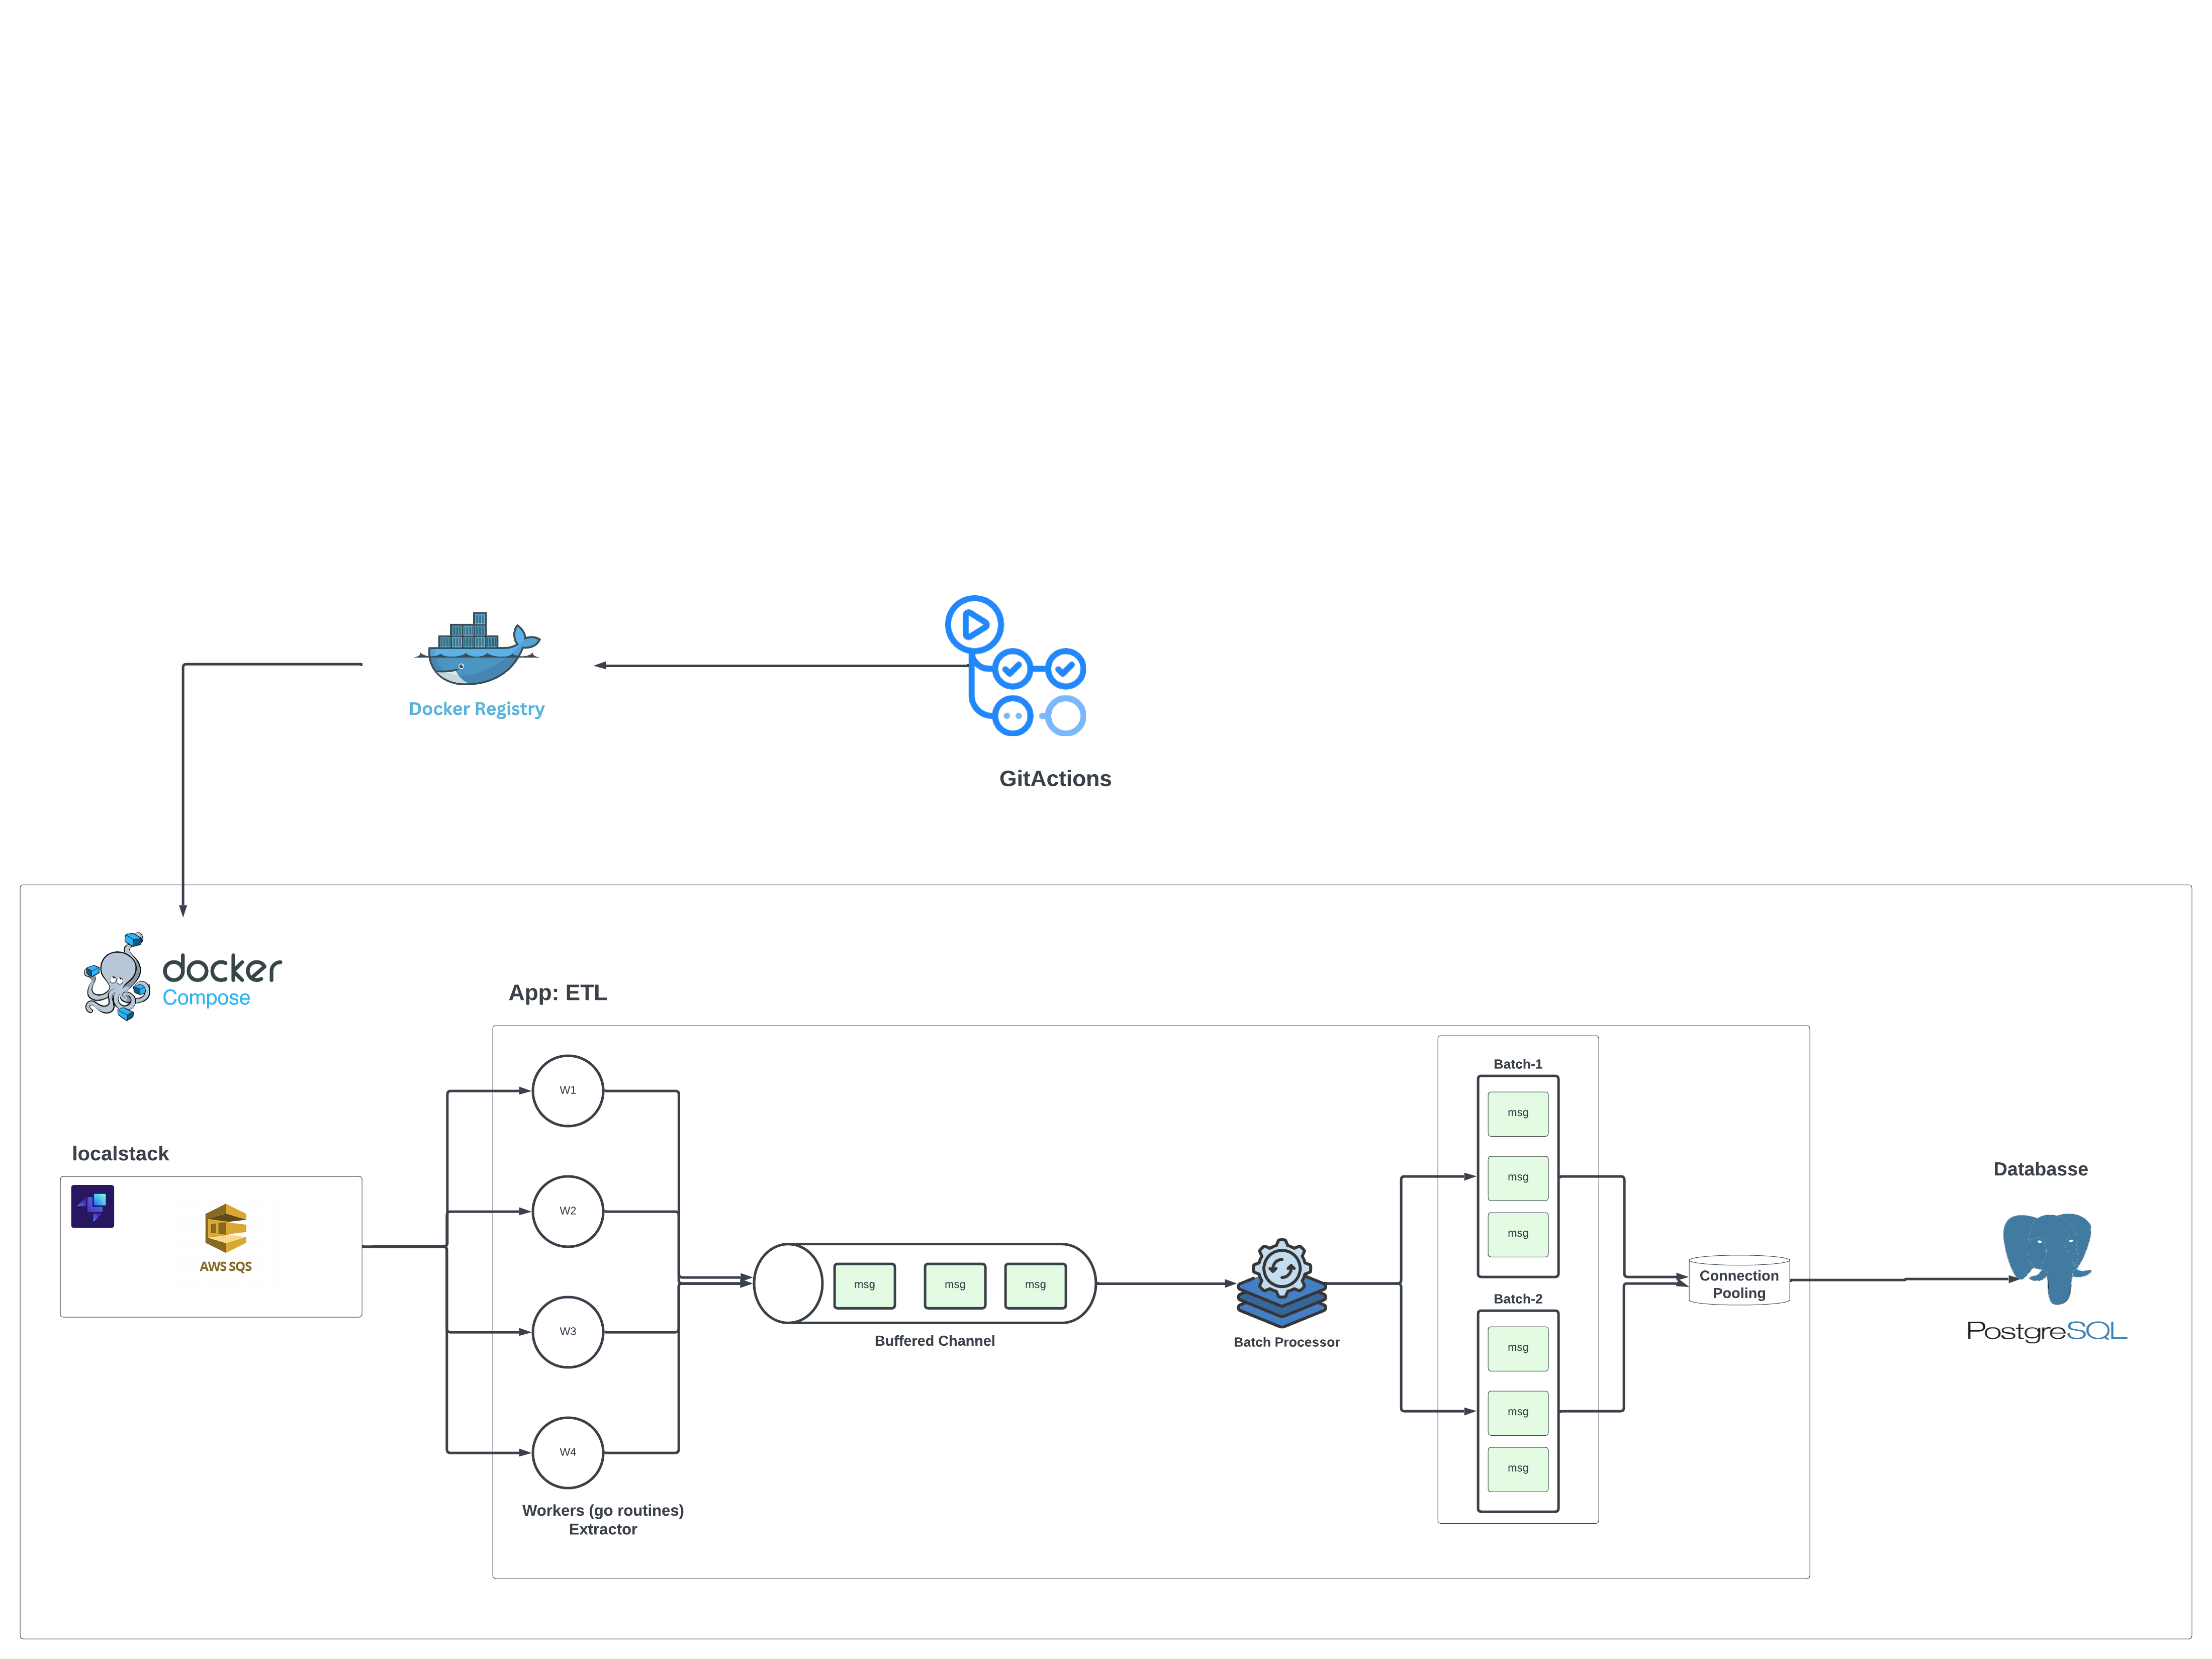 Docker Registry
GitActions
docker
Compose
App: ETL
W1
W2
W3
W4
Workers (go routines)
Extractor
localstack
AWS SQS
msg
msg
msg
Buffered Channel
Batch Processor
Batch-1
msg
msg
msg
Batch-2
msg
msg
msg
Connection
Pooling
Databasse
PostgreSQL